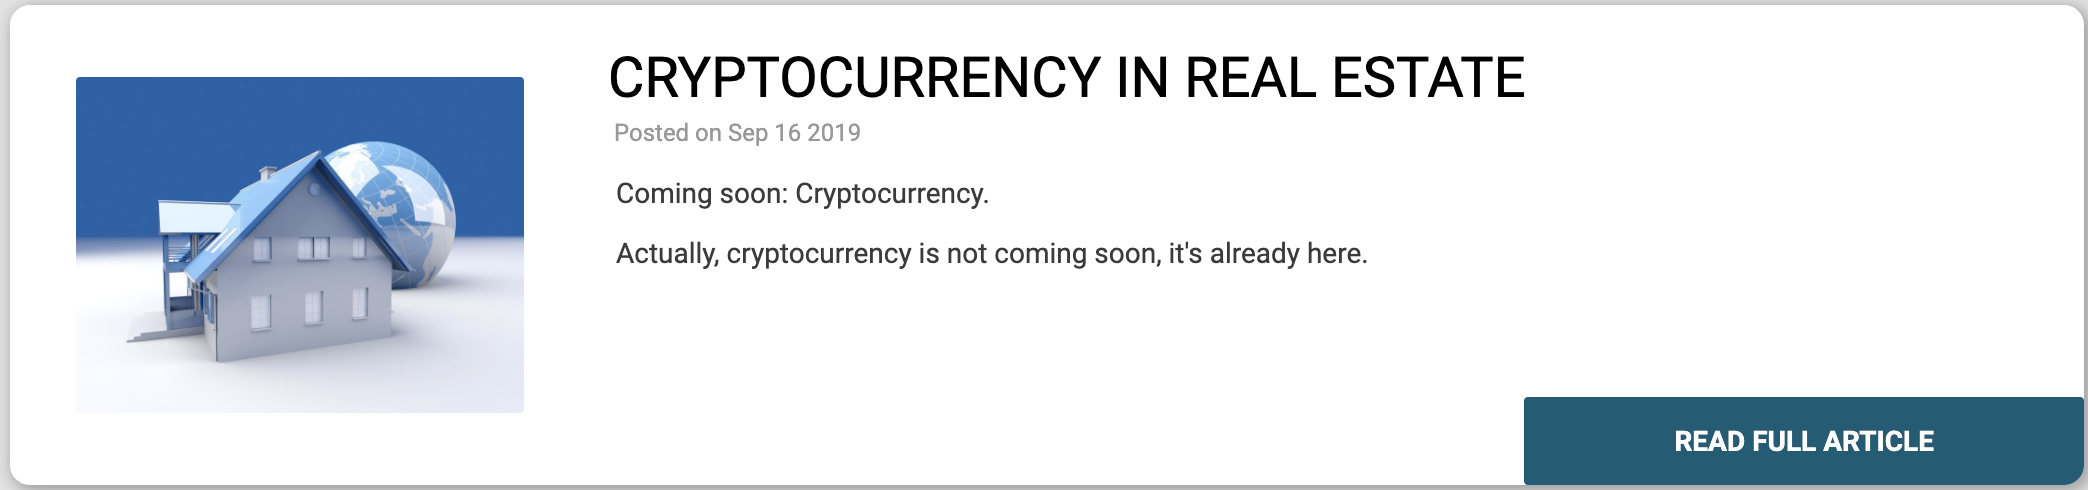 CRYPTOCURRENCY IN REAL ESTATE
Posted on Sep 16 2019
Coming soon: Cryptocurrency.
Actually, cryptocurrency is not coming soon, it's already here.
READ FULL ARTICLE